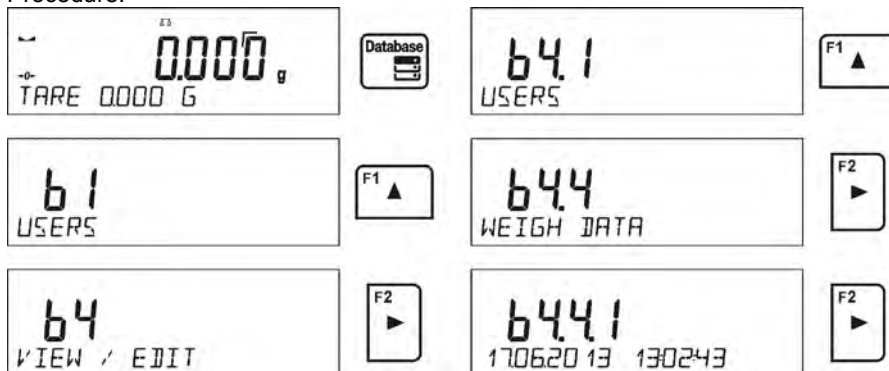 Procedure:
0.000 g
→0←
TARE 0.000 G
Database
b1
USERS
F1
b4
VIEW / EDIT
F2
b4.1
USERS
F1
b4.4
WEIGH DATA
F2
b4.4.1
17.06.2013 13:02:43
F2